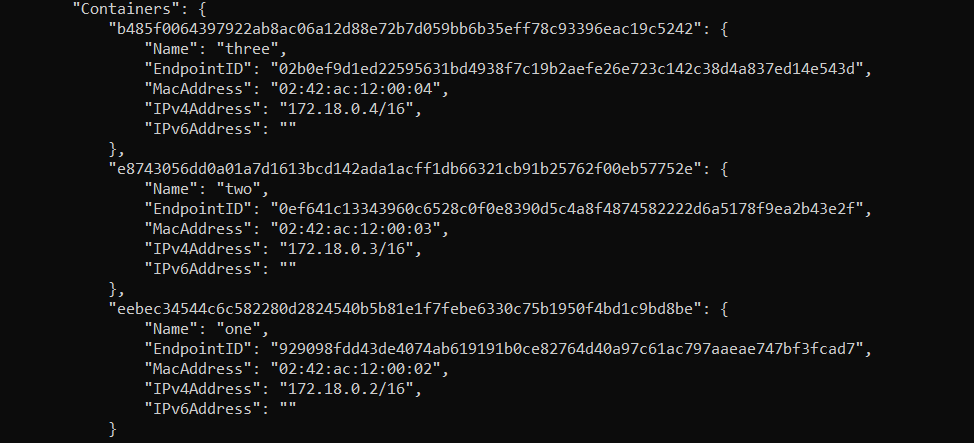 "Containers": {
"b485f0064397922ab8ac06a12d88e72b7d059bb6b35eff78c93396eac19c5242": {
"Name": "three",
"EndpointID": "02b0ef9d1ed22595631bd4938f7c19b2aefe26e723c142c38d4a837ed14e543d",
"MacAddress": "02:42:ac:12:00:04",
"IPv4Address": "172.18.0.4/16",
"IPv6Address": ""
},
"e8743056dd0a01a7d1613bcd142ada1acff1db66321cb91b25762f00eb57752e": {
"Name": "two",
"EndpointID": "0ef641c13343960c6528c0f0e8390d5c4a8f4874582222d6a5178f9ea2b43e2f",
"MacAddress": "02:42:ac:12:00:03",
"IPv4Address": "172.18.0.3/16",
"IPv6Address": ""
},
"eebec34544c6c582280d2824540b5b81e1f7febe6330c75b1950f4bd1c9bd8be": {
"Name": "one",
"EndpointID": "929098fdd43de4074ab619191b0ce82764d40a97c61ac797aaeae747bf3fcad7",
"MacAddress": "02:42:ac:12:00:02",
"IPv4Address": "172.18.0.2/16",
"IPv6Address": ""
}